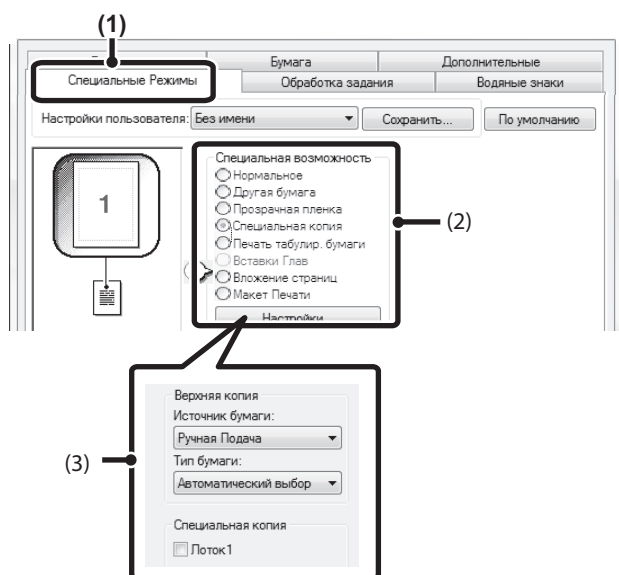 (1)
Бумага Дополнительные
Специальные Режимы Обработка задания Водяные знаки
Настройки пользователя: Без имени Сохранить... По умолчанию
Специальная возможность
Нормальное
Другая бумага
Прозрачная пленка
Специальная копия
Печать табулир. бумаги
Вставки Глав
Вложение страниц
Макет Печати
Настройки
1
(2)
(3)
Верхняя копия
Источник бумаги:
Ручная Подача
Тип бумаги:
Автоматический выбор
Специальная копия
Лоток1